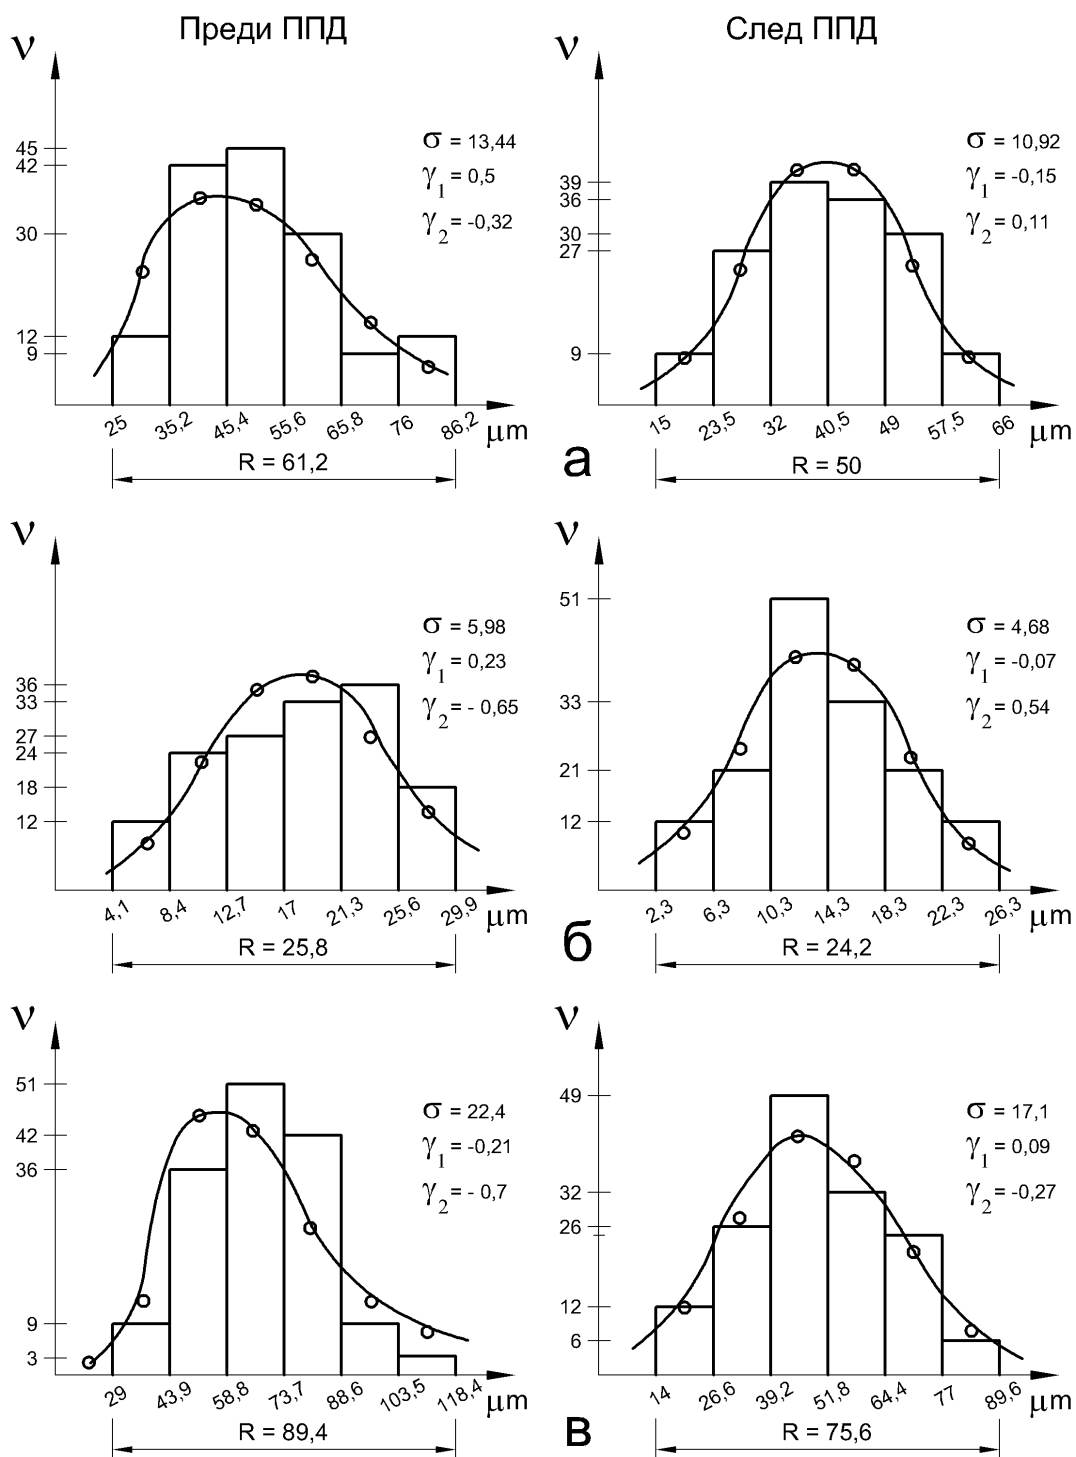 Преди ППД
След ППД
ν
45
42
30
12
9
σ = 13,44
γ1 = 0,5
γ2 = -0,32
25 35,2 45,4 55,6 65,8 76 86,2 μm
R = 61,2
ν
39
36
30
27
9
σ = 10,92
γ1 = -0,15
γ2 = 0,11
15 23,5 32 40,5 49 57,5 66 μm
R = 50
а
ν
36
33
27
24
18
12
σ = 5,98
γ1 = 0,23
γ2 = - 0,65
4,1 8,4 12,7 17 21,3 25,6 29,9 μm
R = 25,8
ν
51
33
21
12
σ = 4,68
γ1 = -0,07
γ2 = 0,54
2,3 6,3 10,3 14,3 18,3 22,3 26,3 μm
R = 24,2
б
ν
51
42
36
9
3
σ = 22,4
γ1 = -0,21
γ2 = - 0,7
29 43,9 58,8 73,7 88,6 103,5 118,4 μm
R = 89,4
ν
49
32
26
12
6
σ = 17,1
γ1 = 0,09
γ2 = -0,27
14 26,6 39,2 51,8 64,4 77 89,6 μm
R = 75,6
в